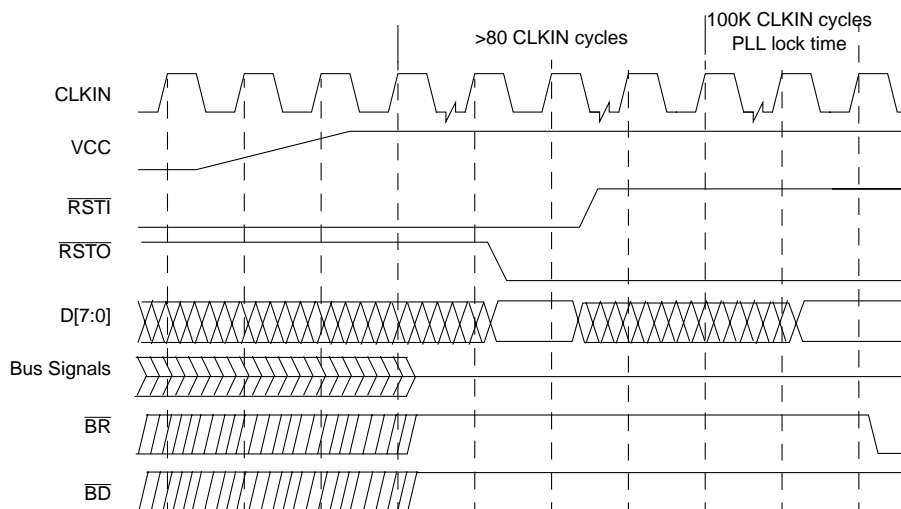 >80 CLKIN cycles
100K CLKIN cycles
PLL lock time
CLKIN
VCC
RSTI
RSTO
D[7:0]
Bus Signals
BR
BD